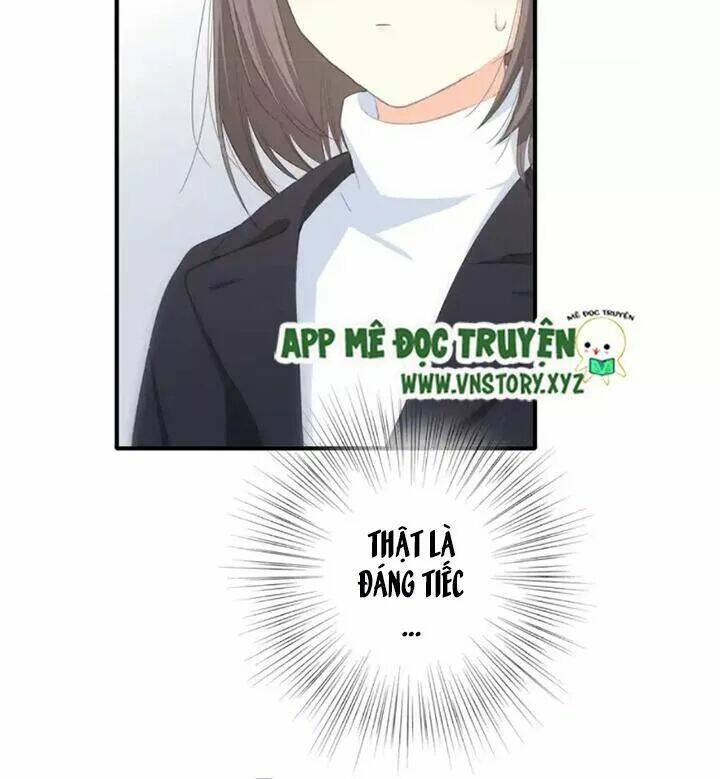 MÊ ĐỌC TRUYỆN
APP MÊ ĐỌC TRUYỆN
WWW.VNSTORY.XYZ
THẬT LÀ
ĐÁNG TIẾC
...